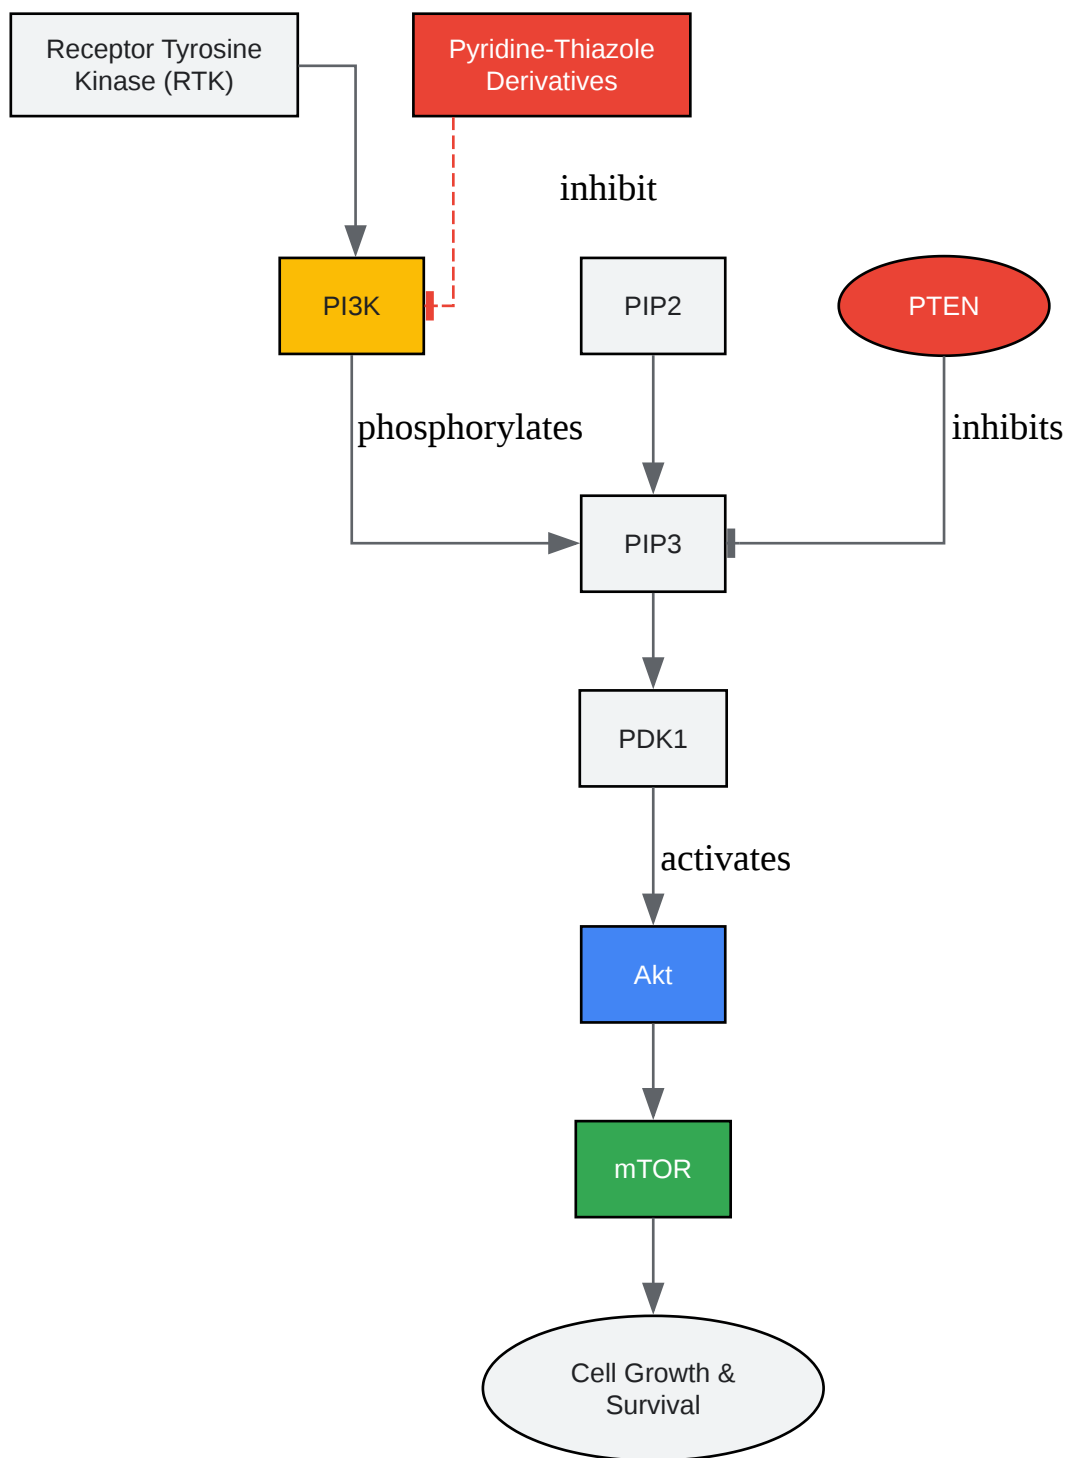 Receptor Tyrosine
Kinase (RTK)
Pyridine-Thiazole
Derivatives
inhibit
PI3K
PIP2
PTEN
phosphorylates
inhibits
PIP3
PDK1
activates
Akt
mTOR
Cell Growth &
Survival